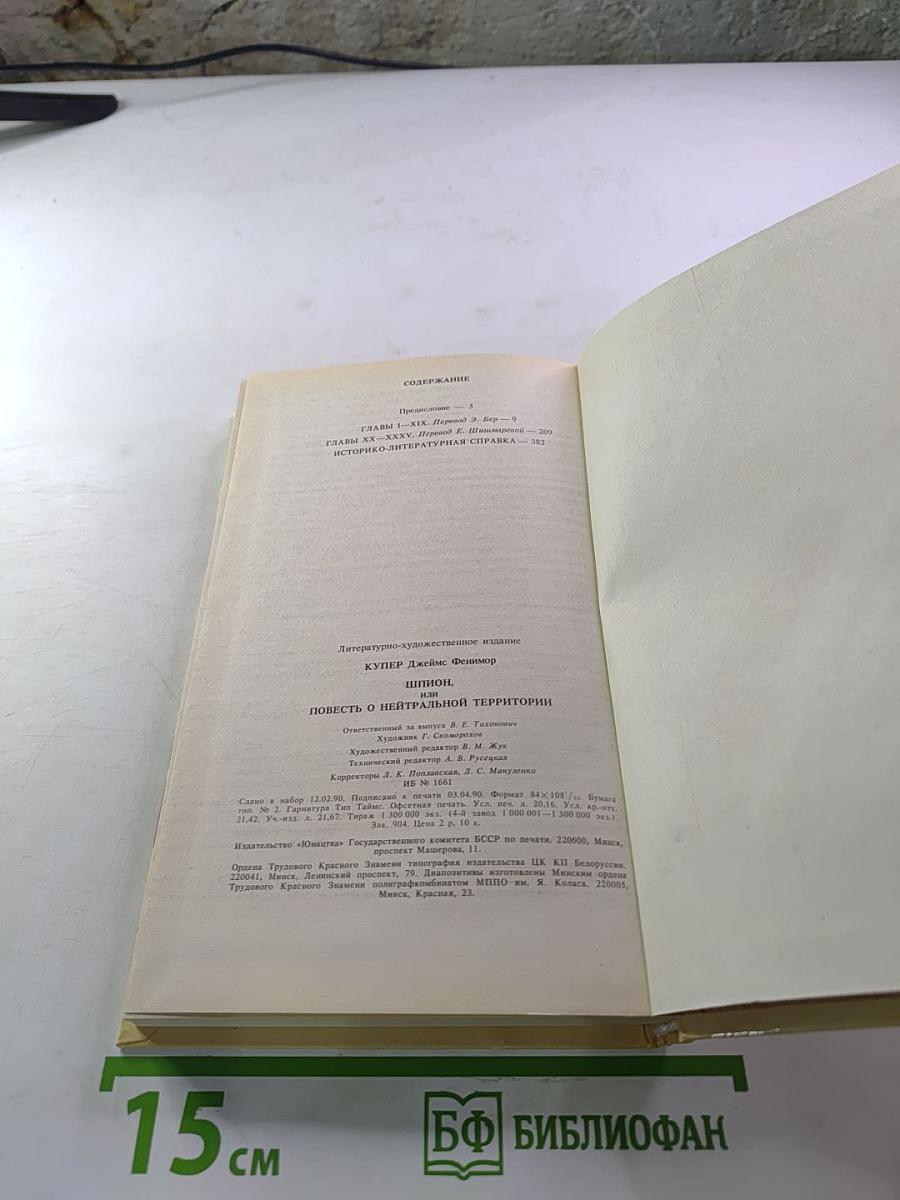 СОДЕРЖАНИЕ
Предисловие — 5
ГЛАВЫ I—XIX. Перевод Э. Бер — 9
ГЛАВЫ XX—XXXV. Перевод Е. Шишмаревой — 209
ИСТОРИКО-ЛИТЕРАТУРНАЯ СПРАВКА — 382
Литературно-художественное издание
КУПЕР Джеймс Фенимор
ШПИОН,
или
ПОВЕСТЬ О НЕЙТРАЛЬНОЙ ТЕРРИТОРИИ
Ответственный за выпуск В. Е. Тихонович
Художник Г. Скоморохов
Художественный редактор В. М. Жук
Технический редактор А. В. Русецкая
Корректоры Л. К. Поплавская, Л. С. Мануленко
ИБ № 1661
Сдано в набор 12.02.90. Подписано к печати 03.04.90. Формат 84×108 1/32. Бумага
тип. № 2. Гарнитура Тип Таймс. Офсетная печать. Усл. печ. л. 20,16. Усл. кр.-отт.
21,42. Уч.-изд. л. 21,67. Тираж 1 300 000 экз. (4-й завод 1 000 001—1 300 000 экз.).
Зак. 904. Цена 2 р. 10 к.
Издательство «Юнацтва» Государственного комитета БССР по печати. 220600, Минск,
проспект Машерова, 11.
Ордена Трудового Красного Знамени типография издательства ЦК КП Белоруссии.
220041, Минск, Ленинский проспект, 79. Диапозитивы изготовлены Минским ордена
Трудового Красного Знамени полиграфкомбинатом МППО им. Я. Коласа. 220005,
Минск, Красная, 23.
15 см
БФ БИБЛИОФАН